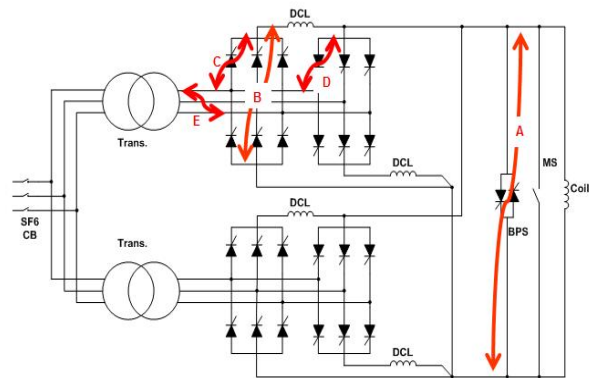 DCL
C
B
D
E
A
Trans.
MS
Coil
DCL
BPS
SF6
CB
Trans.
DCL
DCL